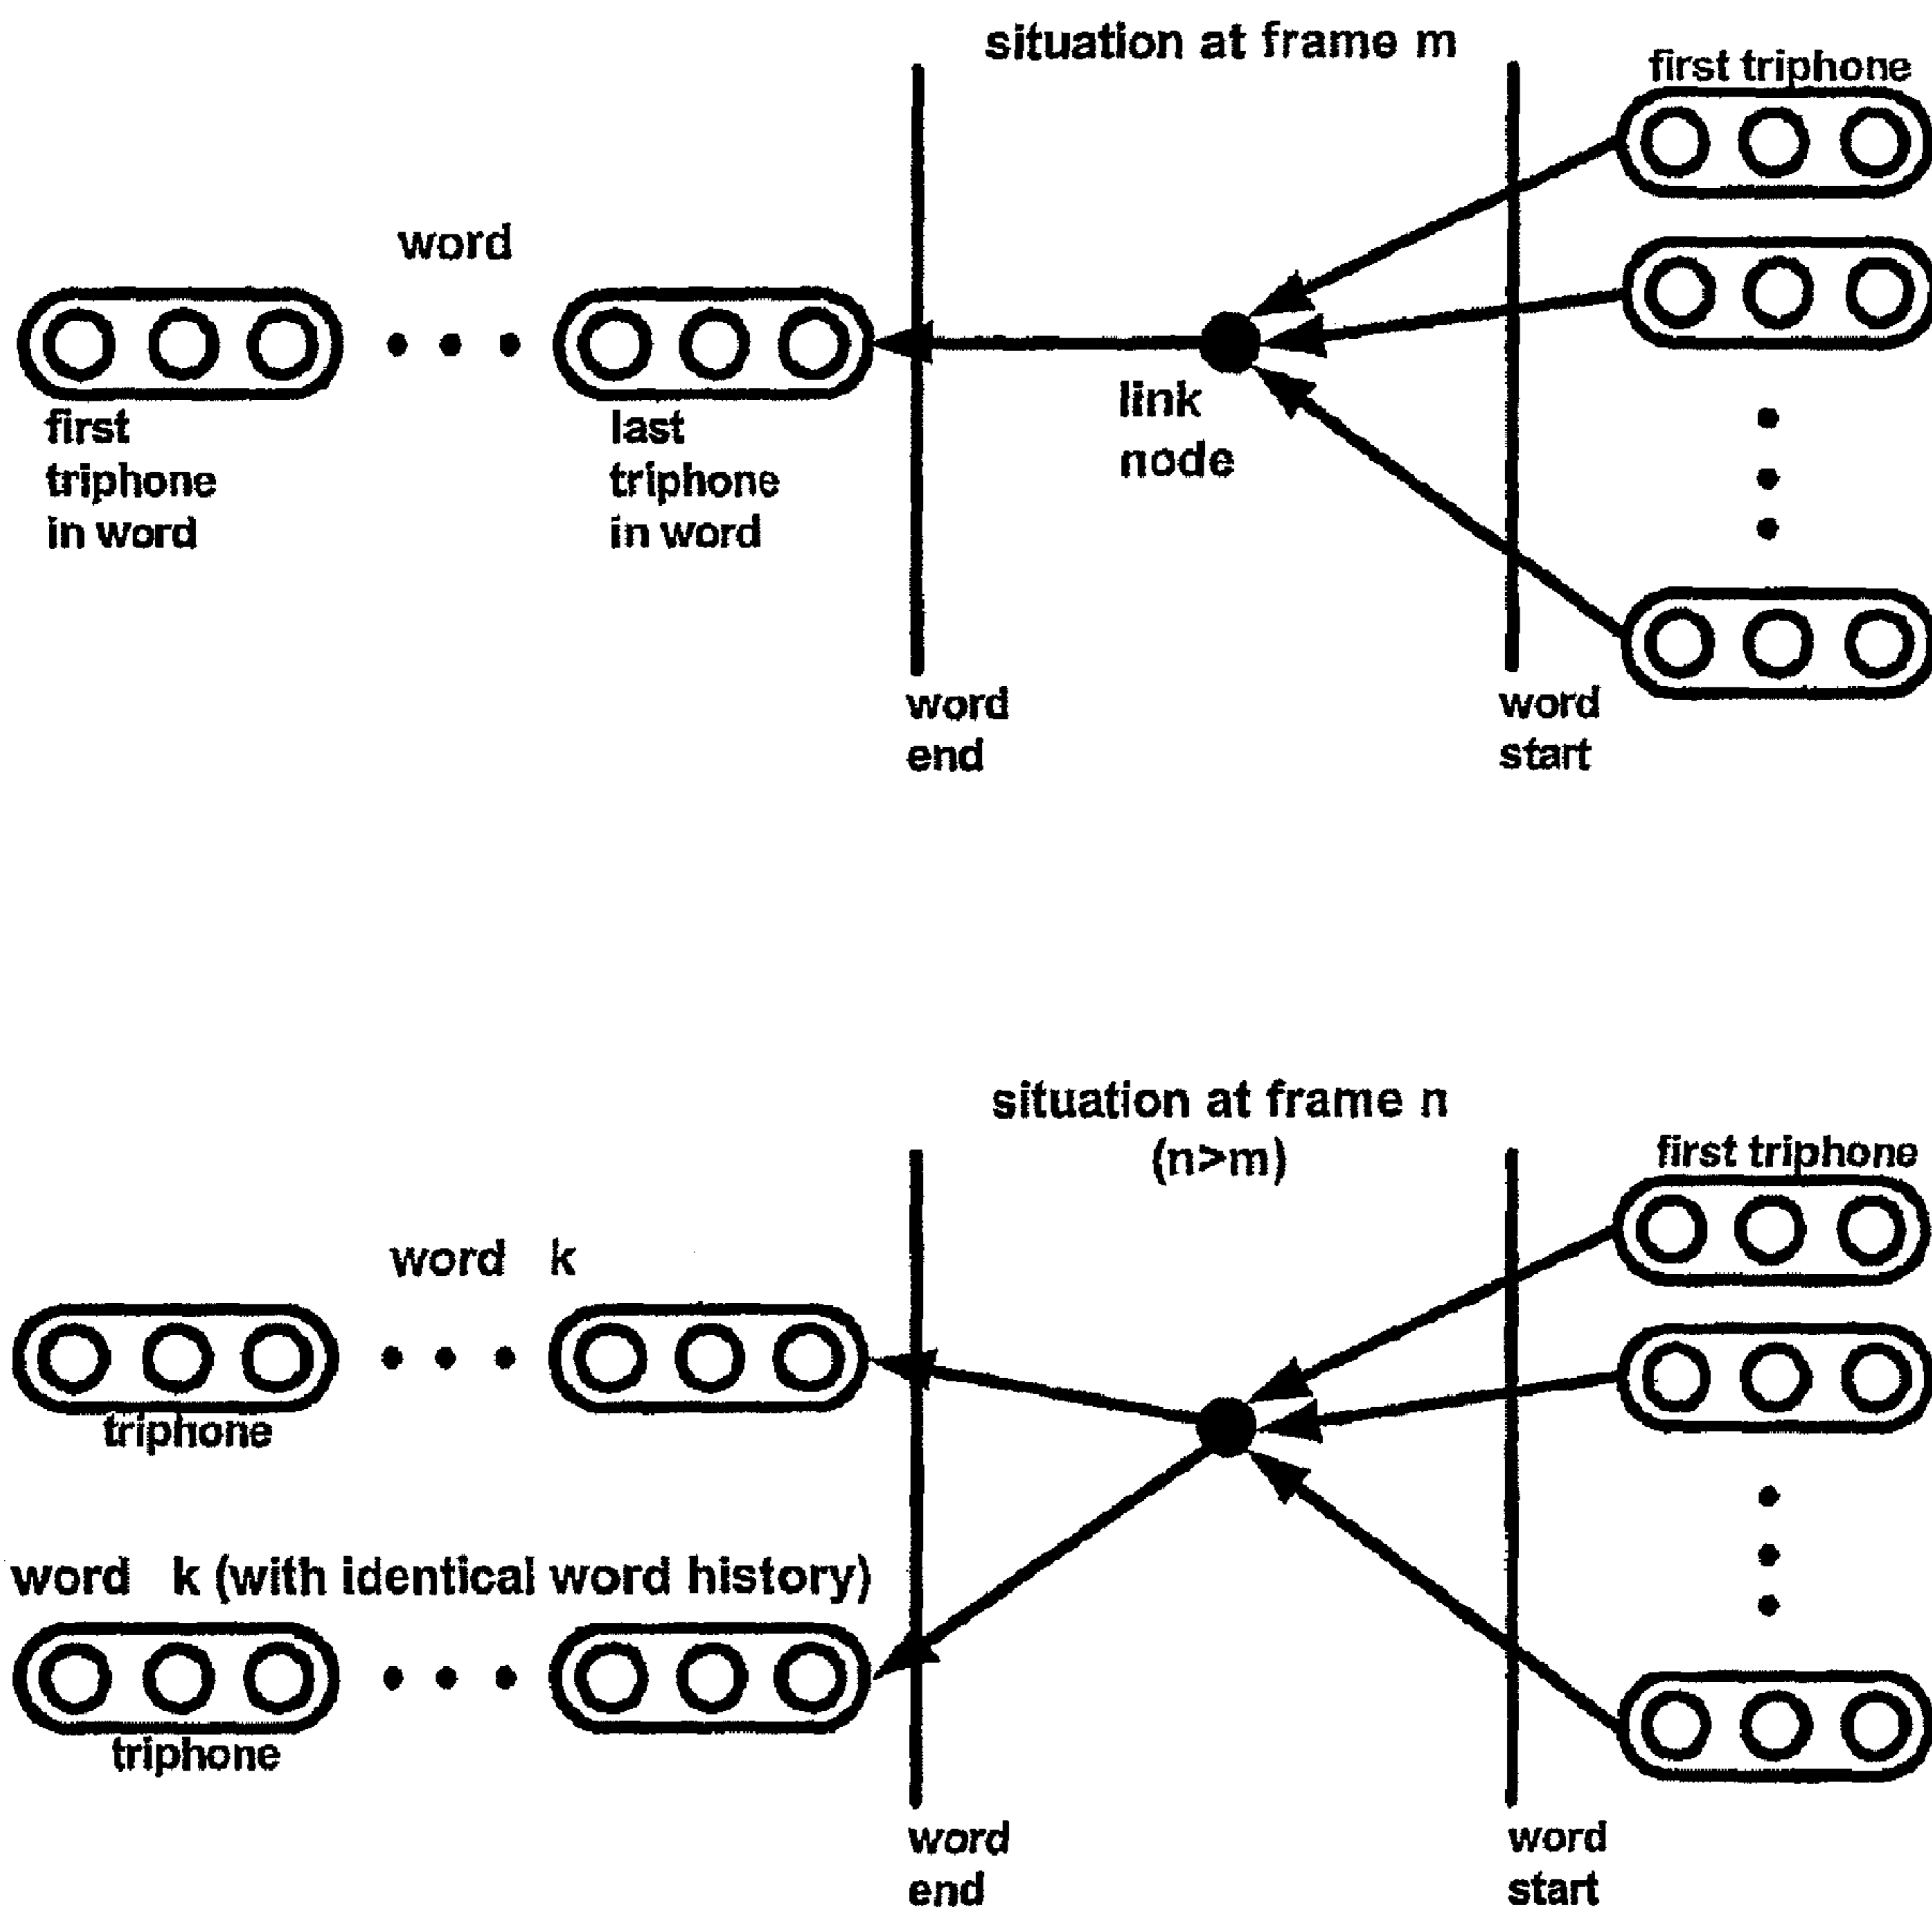 situation at frame m
first triphone
word
first
triphone
in word
last
triphone
in word
link
node
word
end
word
start
situation at frame n
(n>m)
first triphone
word k
triphone
word k (with identical word history)
triphone
word
end
word
start